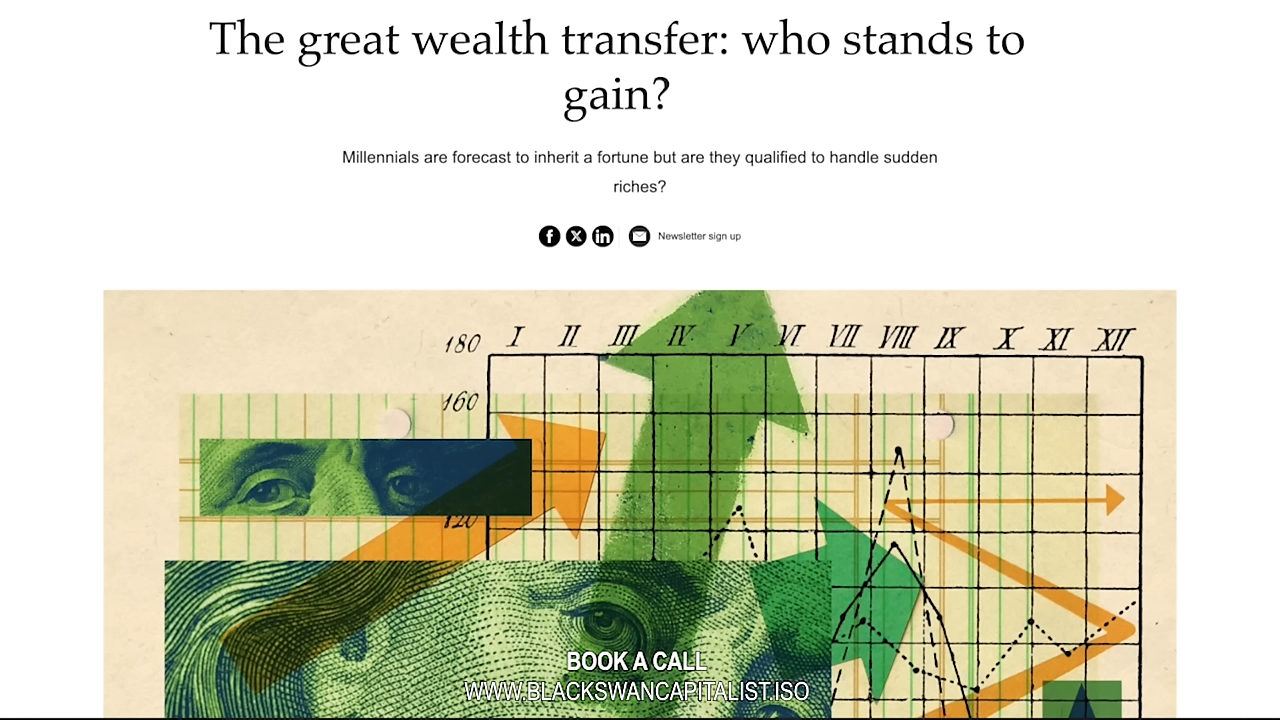 The great wealth transfer: who stands to
gain?
Millennials are forecast to inherit a fortune but are they qualified to handle sudden
riches?
Newsletter sign up
I II III IV V VI VII VIII IX X XI XII
180
160
120
BOOK A CALL
WWW.BLACKSWANCAPITALIST.ISO